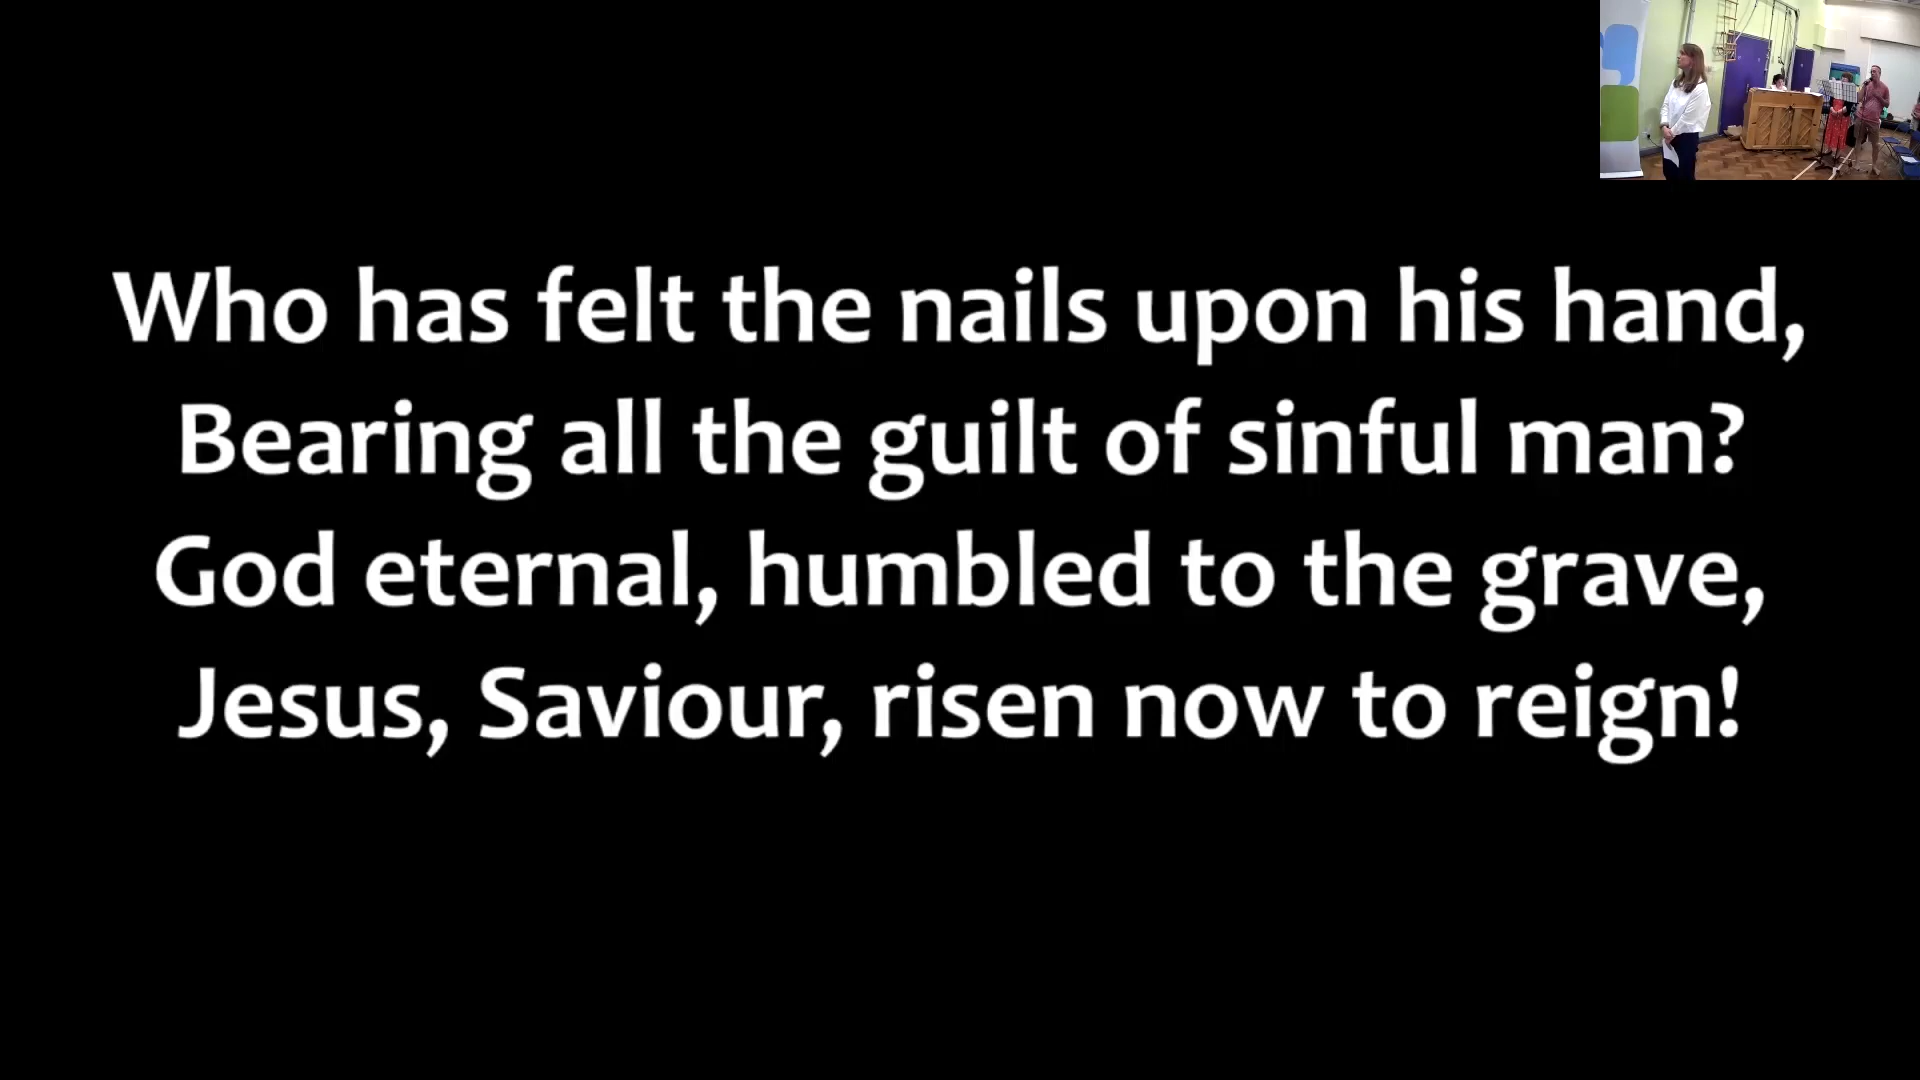 Who has felt the nails upon his hand,
Bearing all the guilt of sinful man?
God eternal, humbled to the grave,
Jesus, Saviour, risen now to reign!